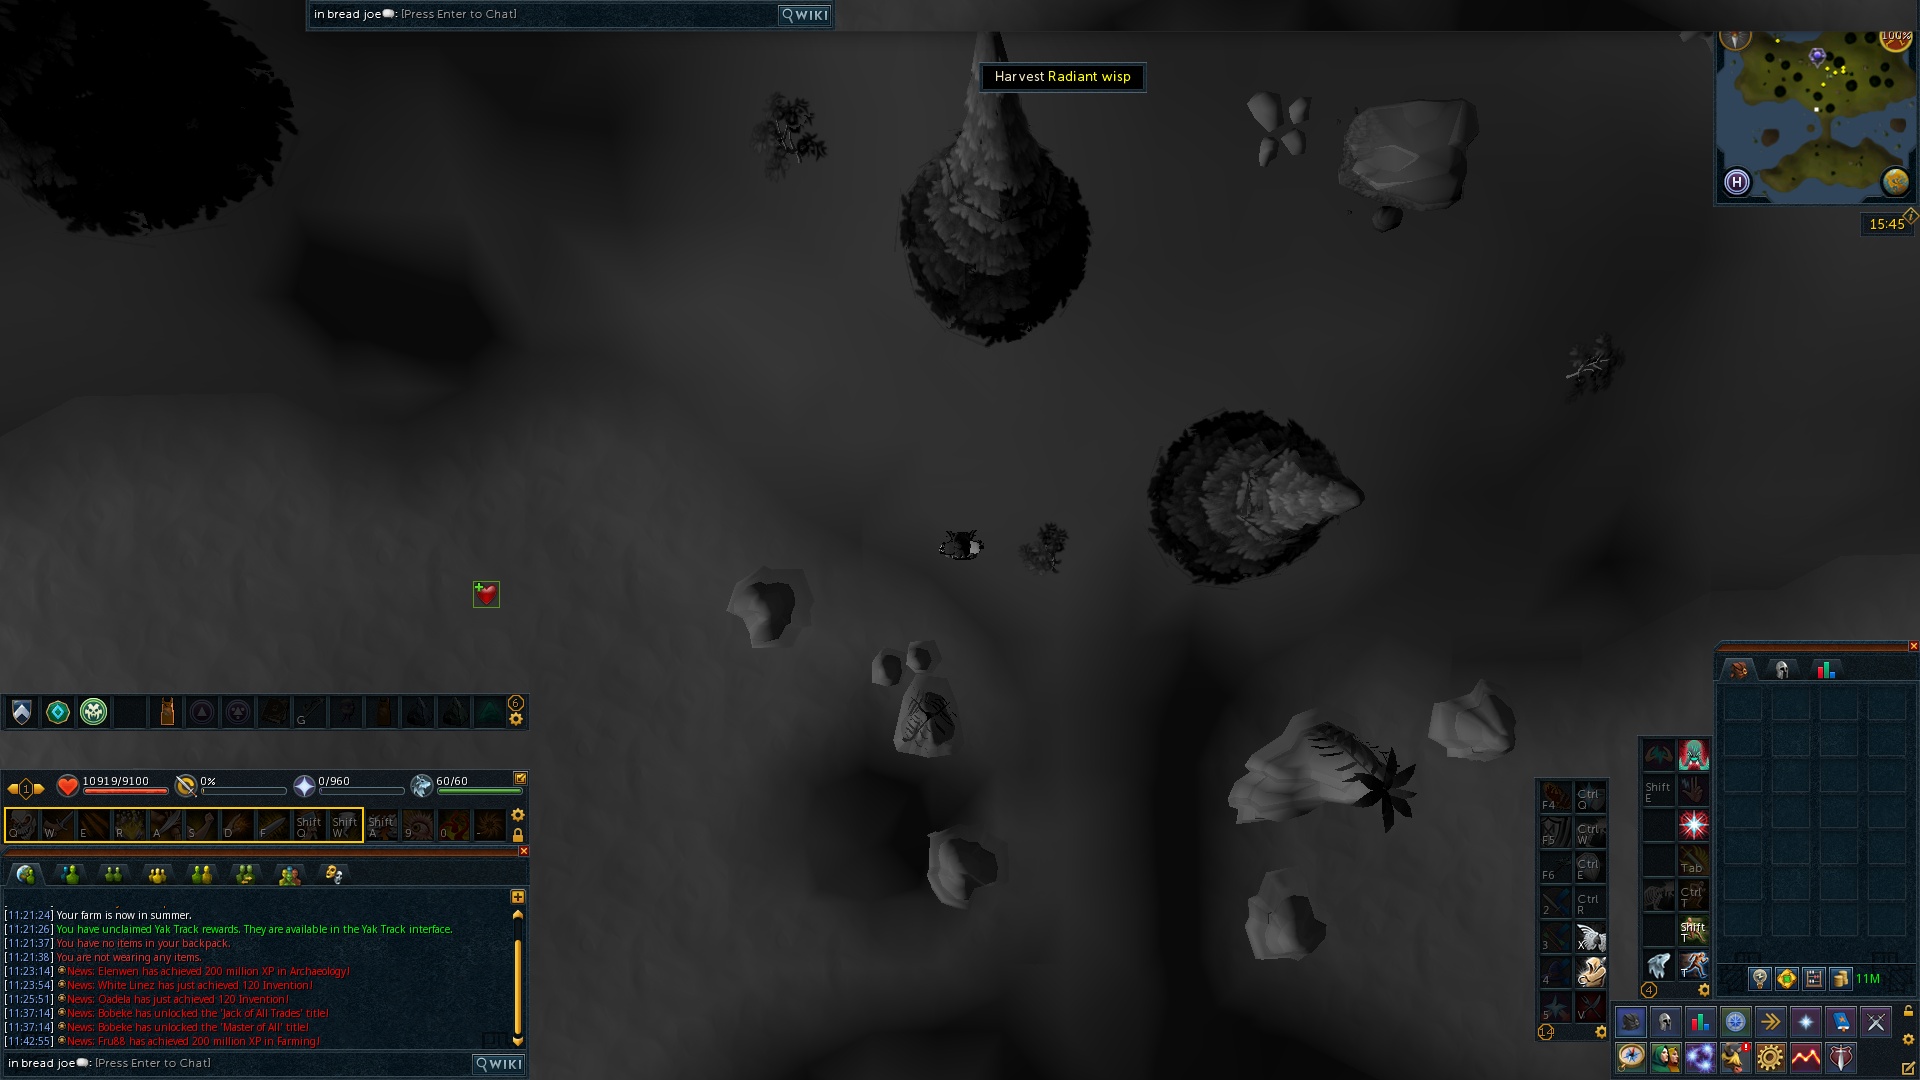 in bread joe: [Press Enter to Chat]
WIKI
Harvest Radiant wisp
100%
H
15:45
G
6
1
10919/9100
0%
0/960
60/60
Q W E R A S D F Shift Q Shift W Shift A 9 0 -
[11:21:24] Your farm is now in summer.
[11:21:26] You have unclaimed Yak Track rewards. They are available in the Yak Track interface.
[11:21:37] You have no items in your backpack.
[11:21:38] You are not wearing any items.
[11:23:14] News: Elenwen has achieved 200 million XP in Archaeology!
[11:23:54] News: White Linez has just achieved 120 Invention!
[11:25:51] News: Oadela has just achieved 120 Invention!
[11:37:14] News: Bobeke has unlocked the 'Jack of All Trades' title!
[11:37:14] News: Bobeke has unlocked the 'Master of All' title!
[11:42:55] News: Fru88 has achieved 200 million XP in Farming!
in bread joe: [Press Enter to Chat]
WIKI
F4 Ctrl Q
F5 Ctrl W
F6 Ctrl E
2 Ctrl R
3 X
4
5 V
14
Shift E
Tab
Ctrl T
Shift T
T
4
11M